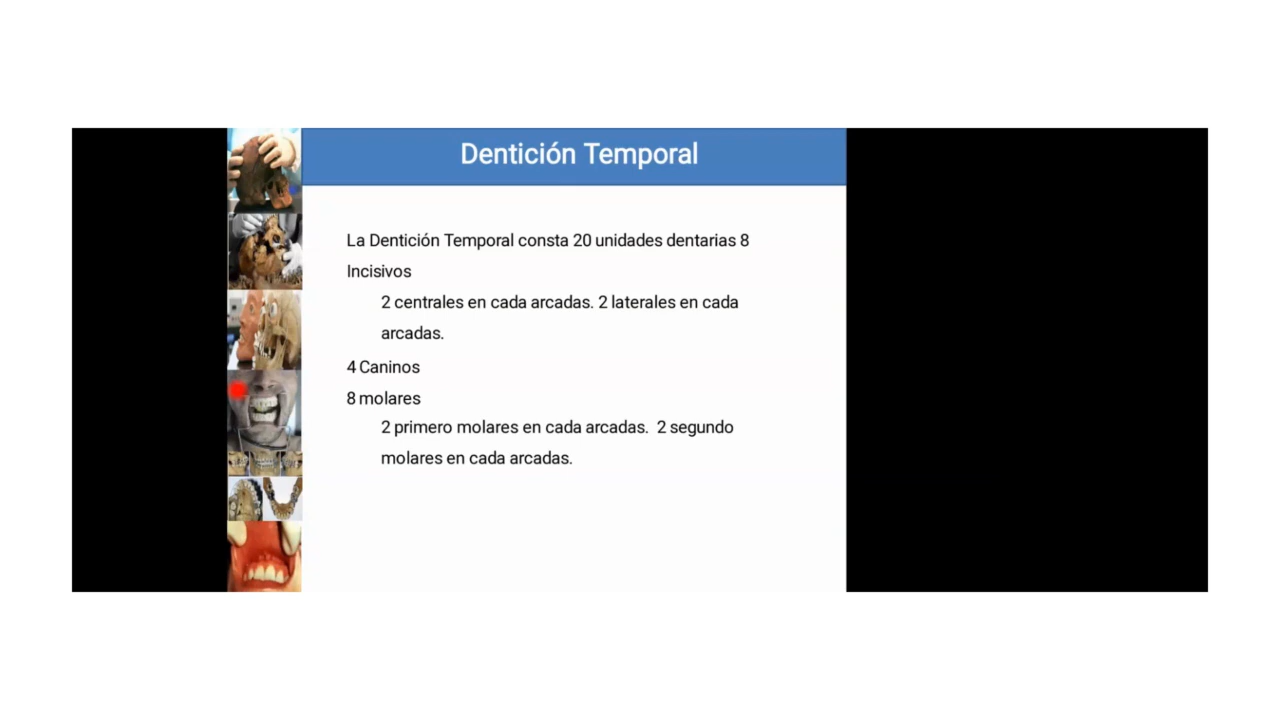 Dentición Temporal
La Dentición Temporal consta 20 unidades dentarias 8
Incisivos
2 centrales en cada arcadas. 2 laterales en cada
arcadas.
4 Caninos
8 molares
2 primero molares en cada arcadas. 2 segundo
molares en cada arcadas.